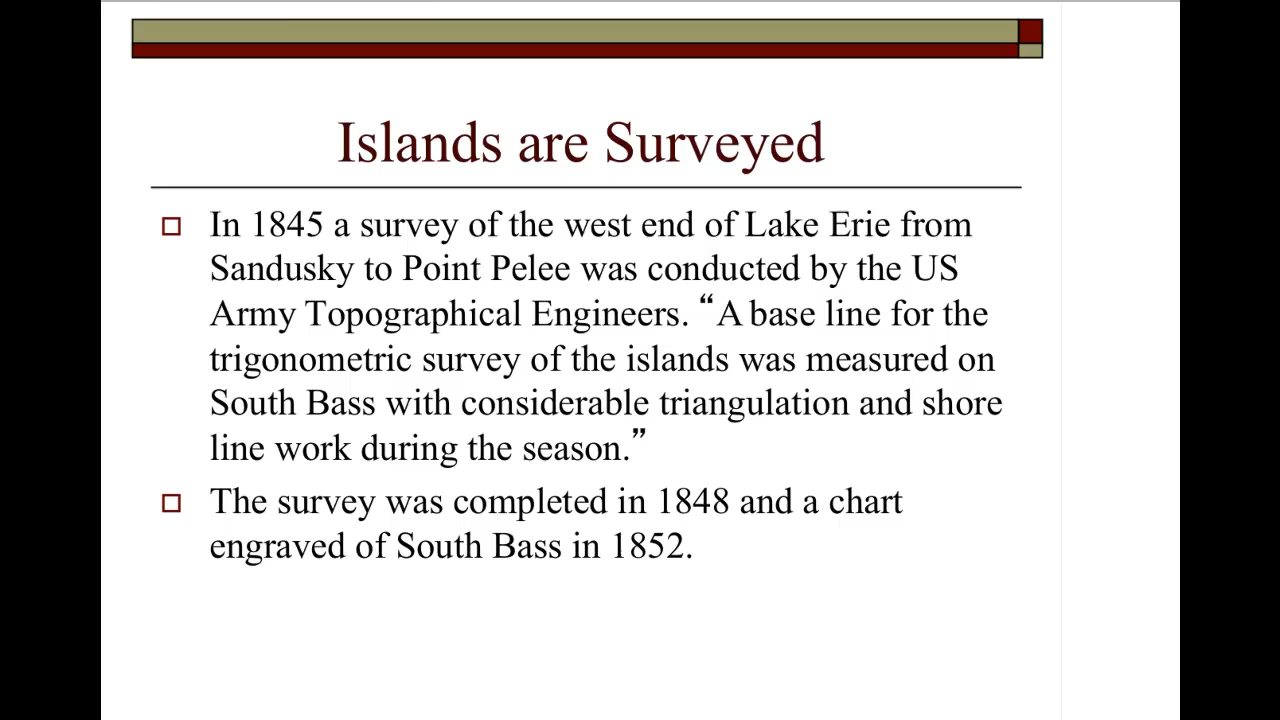 Islands are Surveyed
In 1845 a survey of the west end of Lake Erie from
Sandusky to Point Pelee was conducted by the US
Army Topographical Engineers. “A base line for the
trigonometric survey of the islands was measured on
South Bass with considerable triangulation and shore
line work during the season.”
The survey was completed in 1848 and a chart
engraved of South Bass in 1852.